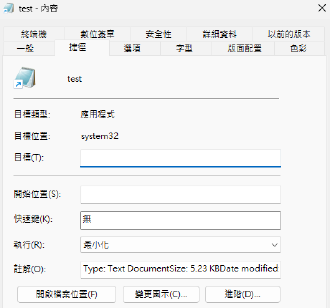 test - 內容
終端機 數位簽章 安全性 詳細資料 以前的版本
一般 捷徑 選項 字型 版面配置 色彩
test
目標類型: 應用程式
目標位置: system32
目標(T):
開始位置(S):
快速鍵(K): 無
執行(R): 最小化
註解(O): Type: Text DocumentSize: 5.23 KBDate modified
開啟檔案位置(F) 變更圖示(C)... 進階(D)...